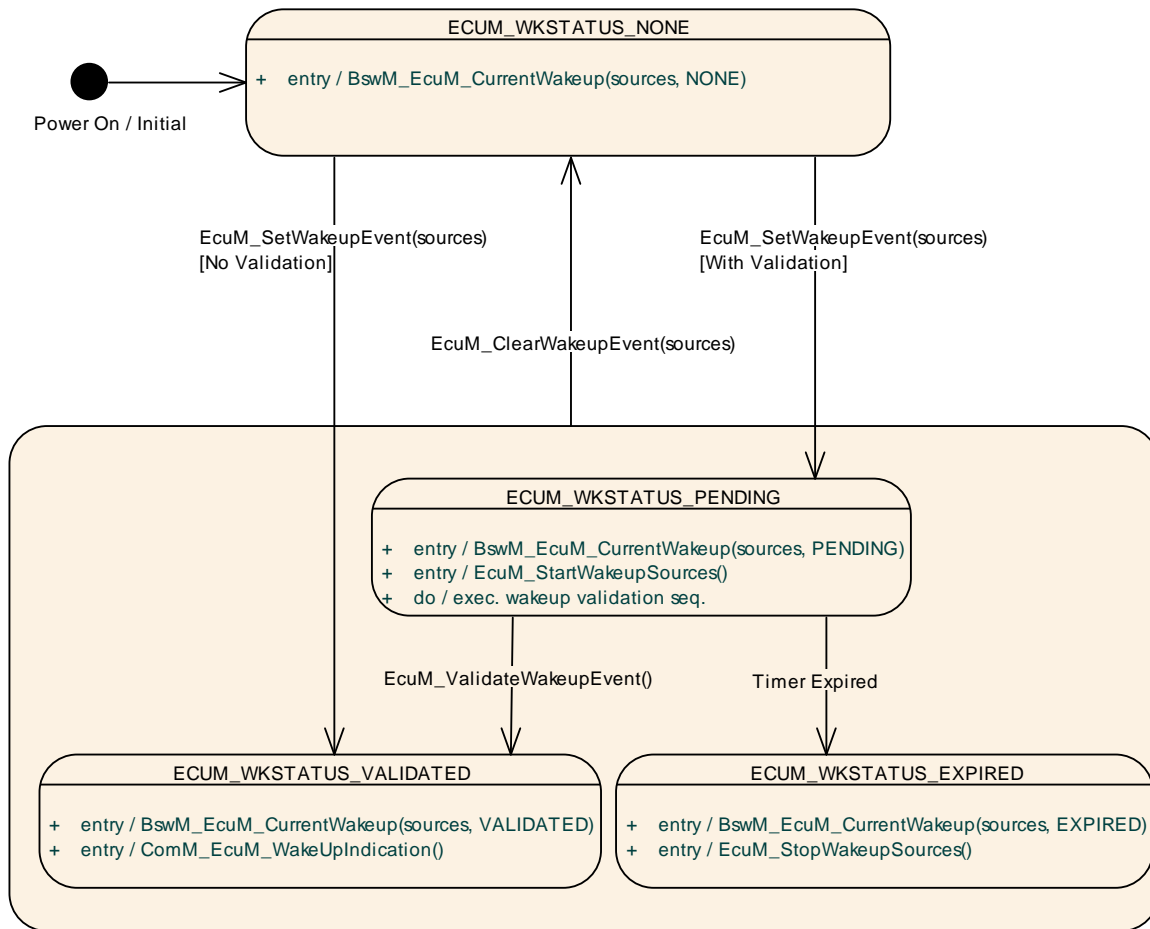 ECUM_WKSTATUS_NONE
+ entry / BswM_EcuM_CurrentWakeup(sources, NONE)
Power On / Initial
EcuM_SetWakeupEvent(sources)
[No Validation]
EcuM_SetWakeupEvent(sources)
[With Validation]
EcuM_ClearWakeupEvent(sources)
ECUM_WKSTATUS_PENDING
+ entry / BswM_EcuM_CurrentWakeup(sources, PENDING)
+ entry / EcuM_StartWakeupSources()
+ do / exec. wakeup validation seq.
EcuM_ValidateWakeupEvent()
Timer Expired
ECUM_WKSTATUS_VALIDATED
+ entry / BswM_EcuM_CurrentWakeup(sources, VALIDATED)
+ entry / ComM_EcuM_WakeUpIndication()
ECUM_WKSTATUS_EXPIRED
+ entry / BswM_EcuM_CurrentWakeup(sources, EXPIRED)
+ entry / EcuM_StopWakeupSources()